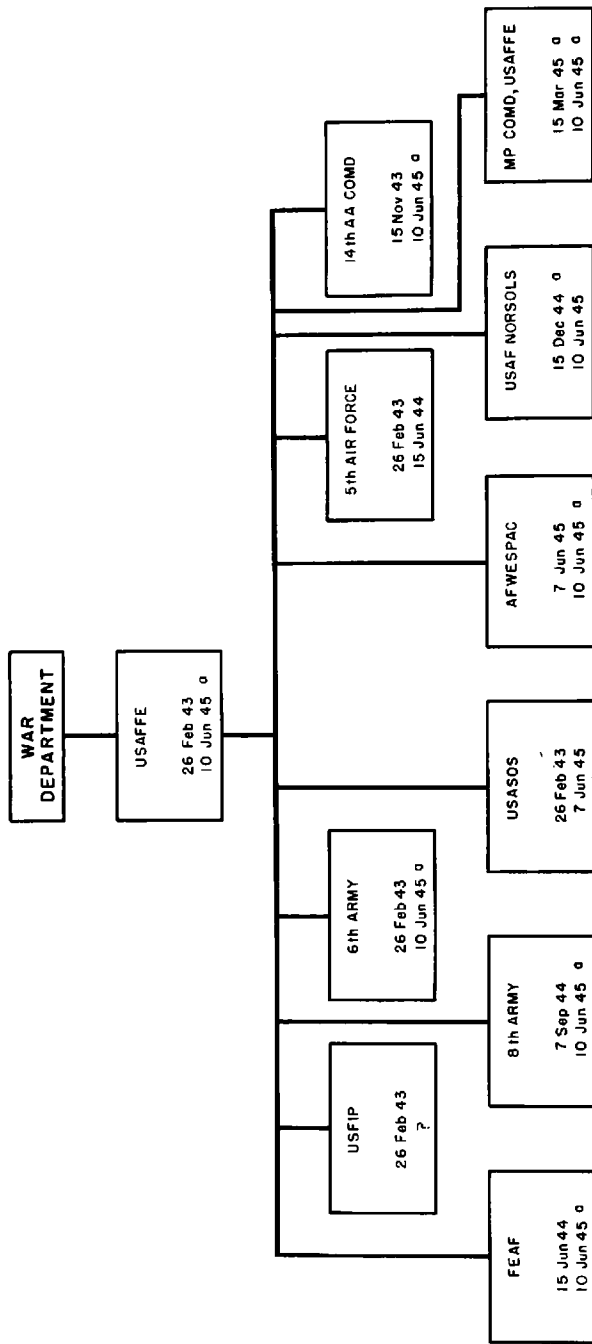 WAR
DEPARTMENT
USAFFE
26 Feb 43
10 Jun 45 a
USFIP
26 Feb 43
?
6th ARMY
26 Feb 43
10 Jun 45 a
5th AIR FORCE
26 Feb 43
15 Jun 44
14th AA COMD
15 Nov 43
10 Jun 45 a
FEAF
15 Jun 44
10 Jun 45 a
8th ARMY
7 Sep 44
10 Jun 45 a
USASOS
26 Feb 43
7 Jun 45
AFWESPAC
7 Jun 45
10 Jun 45 a
USAF NORSOLS
15 Dec 44 a
10 Jun 45
MP COMD, USAFFE
15 Mar 45 a
10 Jun 45 a